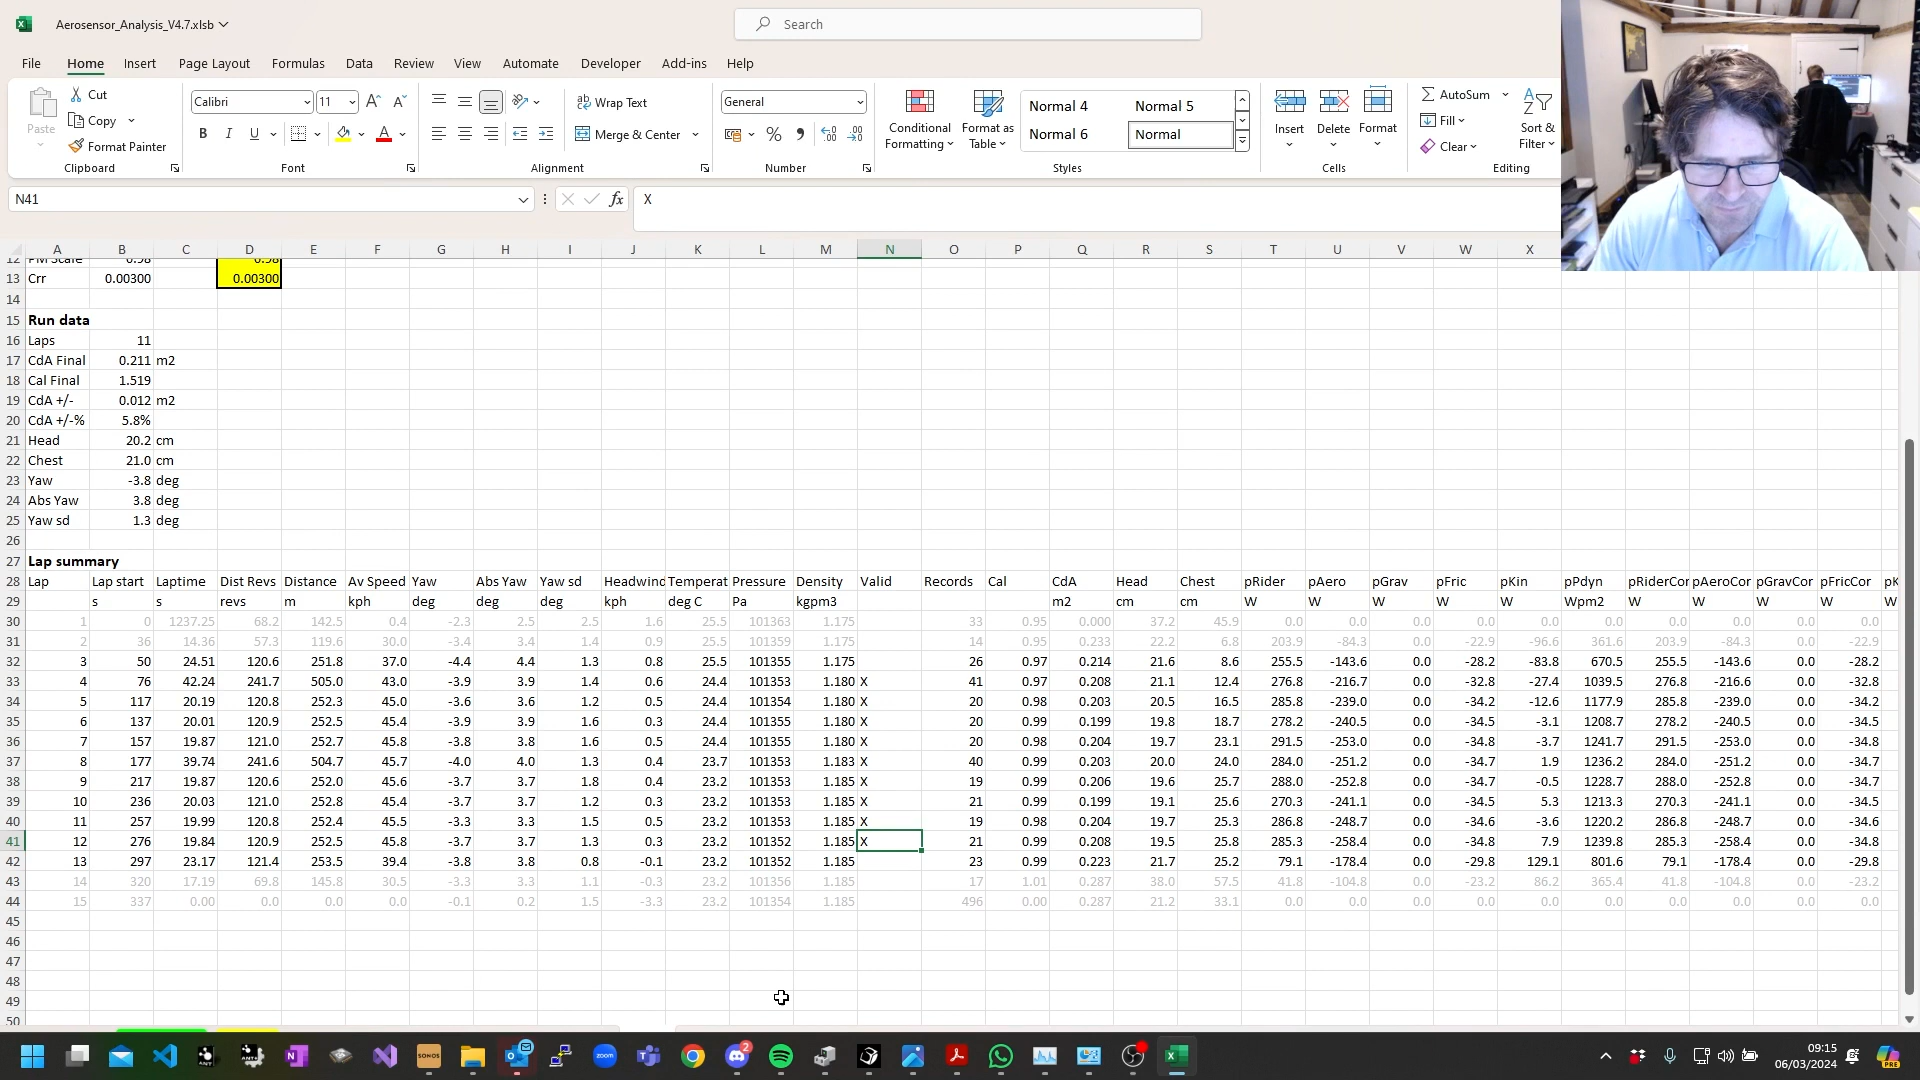 Aerosensor_Analysis_V4.7.xlsb
Search
File Home Insert Page Layout Formulas Data Review View Automate Developer Add-ins Help
Paste Cut Copy Format Painter Clipboard
Calibri 11 B I U Font
Wrap Text Merge & Center Alignment
General Number
Conditional Formatting Format as Table Normal 4 Normal 5 Normal 6 Normal Styles
Insert Delete Format Cells
AutoSum Fill Clear Sort & Filter Editing
N41 fx X
A B C D E F G H I J K L M N O P Q R S T U V W X
12 PM Scale 0.98 0.98
13 Crr 0.00300 0.00300
14
15 Run data
16 Laps 11
17 CdA Final 0.211 m2
18 Cal Final 1.519
19 CdA +/- 0.012 m2
20 CdA +/-% 5.8%
21 Head 20.2 cm
22 Chest 21.0 cm
23 Yaw -3.8 deg
24 Abs Yaw 3.8 deg
25 Yaw sd 1.3 deg
26
27 Lap summary
28 Lap Lap start Laptime Dist Revs Distance Av Speed Yaw Abs Yaw Yaw sd Headwind Temperat Pressure Density Valid Records Cal CdA Head Chest pRider pAero pGrav pFric pKin pPdyn pRiderCor pAeroCor pGravCor pFricCor pK
29 s s revs m kph deg deg deg kph deg C Pa kgpm3 m2 cm cm W W W W W Wpm2 W W W W W
30 1 0 1237.25 68.2 142.5 0.4 -2.3 2.5 2.5 1.6 25.5 101363 1.175 33 0.95 0.000 37.2 45.9 0.0 0.0 0.0 0.0 0.0 0.0 0.0 0.0 0.0 0.0
31 2 36 14.36 57.3 119.6 30.0 -3.4 3.4 1.4 0.9 25.5 101359 1.175 14 0.95 0.233 22.2 6.8 203.9 -84.3 0.0 -22.9 -96.6 361.6 203.9 -84.3 0.0 -22.9
32 3 50 24.51 120.6 251.8 37.0 -4.4 4.4 1.3 0.8 25.5 101355 1.175 26 0.97 0.214 21.6 8.6 255.5 -143.6 0.0 -28.2 -83.8 670.5 255.5 -143.6 0.0 -28.2
33 4 76 42.24 241.7 505.0 43.0 -3.9 3.9 1.4 0.6 24.4 101353 1.180 X 41 0.97 0.208 21.1 12.4 276.8 -216.7 0.0 -32.8 -27.4 1039.5 276.8 -216.6 0.0 -32.8
34 5 117 20.19 120.8 252.3 45.0 -3.6 3.6 1.2 0.5 24.4 101354 1.180 X 20 0.98 0.203 20.5 16.5 285.8 -239.0 0.0 -34.2 -12.6 1177.9 285.8 -239.0 0.0 -34.2
35 6 137 20.01 120.9 252.5 45.4 -3.9 3.9 1.6 0.3 24.4 101355 1.180 X 20 0.99 0.199 19.8 18.7 278.2 -240.5 0.0 -34.5 -3.1 1208.7 278.2 -240.5 0.0 -34.5
36 7 157 19.87 121.0 252.7 45.8 -3.8 3.8 1.6 0.5 24.4 101355 1.180 X 20 0.98 0.204 19.7 23.1 291.5 -253.0 0.0 -34.8 -3.7 1241.7 291.5 -253.0 0.0 -34.8
37 8 177 39.74 241.6 504.7 45.7 -4.0 4.0 1.3 0.4 23.7 101353 1.183 X 40 0.99 0.203 20.0 24.0 284.0 -251.2 0.0 -34.7 1.9 1236.2 284.0 -251.2 0.0 -34.7
38 9 217 19.87 120.6 252.0 45.6 -3.7 3.7 1.8 0.4 23.2 101353 1.185 X 19 0.99 0.206 19.6 25.7 288.0 -252.8 0.0 -34.7 -0.5 1228.7 288.0 -252.8 0.0 -34.7
39 10 236 20.03 121.0 252.8 45.4 -3.7 3.7 1.2 0.3 23.2 101353 1.185 X 21 0.99 0.199 19.1 25.6 270.3 -241.1 0.0 -34.5 5.3 1213.3 270.3 -241.1 0.0 -34.5
40 11 257 19.99 120.8 252.4 45.5 -3.3 3.3 1.5 0.5 23.2 101353 1.185 X 19 0.98 0.204 19.7 25.3 286.8 -248.7 0.0 -34.6 -3.6 1220.2 286.8 -248.7 0.0 -34.6
41 12 276 19.84 120.9 252.5 45.8 -3.7 3.7 1.3 0.3 23.2 101352 1.185 X 21 0.99 0.208 19.5 25.8 285.3 -258.4 0.0 -34.8 7.9 1239.8 285.3 -258.4 0.0 -34.8
42 13 297 23.17 121.4 253.5 39.4 -3.8 3.8 0.8 -0.1 23.2 101352 1.185 23 0.99 0.223 21.7 25.2 79.1 -178.4 0.0 -29.8 129.1 801.6 79.1 -178.4 0.0 -29.8
43 14 320 17.19 69.8 145.8 30.5 -3.3 3.3 1.1 -0.3 23.2 101356 1.185 17 1.01 0.287 38.0 57.5 41.8 -104.8 0.0 -23.2 86.2 365.4 41.8 -104.8 0.0 -23.2
44 15 337 0.00 0.0 0.0 0.0 -0.1 0.2 1.5 -3.3 23.2 101354 1.185 496 0.00 0.287 21.2 33.1 0.0 0.0 0.0 0.0 0.0 0.0 0.0 0.0 0.0 0.0
45
46
47
48
49
50
SONOS zoom 2
09:15
06/03/2024